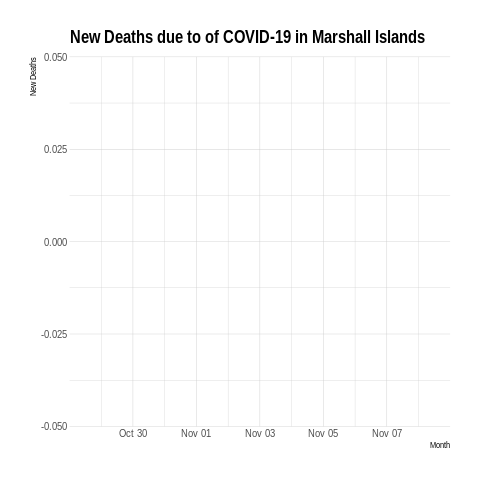 New Deaths due to of COVID-19 in Marshall Islands
New Deaths
0.050
0.025
0.000
-0.025
-0.050
Oct 30 Nov 01 Nov 03 Nov 05 Nov 07
Month